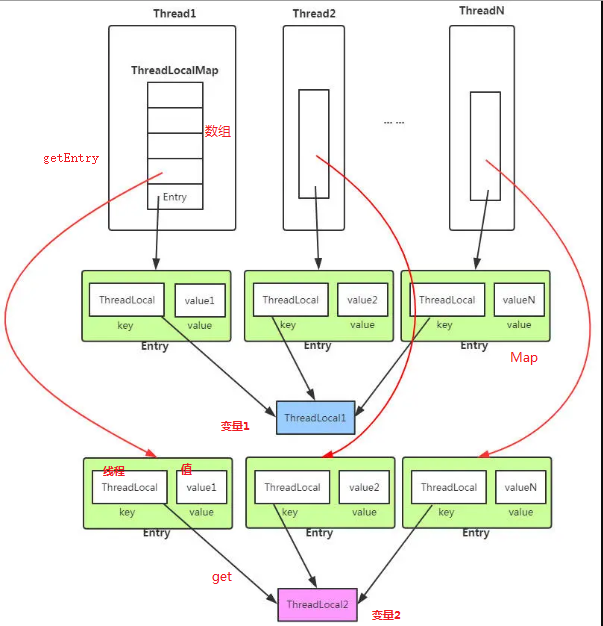 Thread1
Thread2
ThreadN
ThreadLocalMap
数组
... ...
getEntry
Entry
ThreadLocal
value1
key
value
Entry
ThreadLocal
value2
key
value
Entry
ThreadLocal
valueN
key
value
Entry
Map
变量1
ThreadLocal1
线程
值
ThreadLocal
value1
key
value
Entry
ThreadLocal
value2
key
value
Entry
ThreadLocal
valueN
key
value
Entry
get
ThreadLocal2
变量2